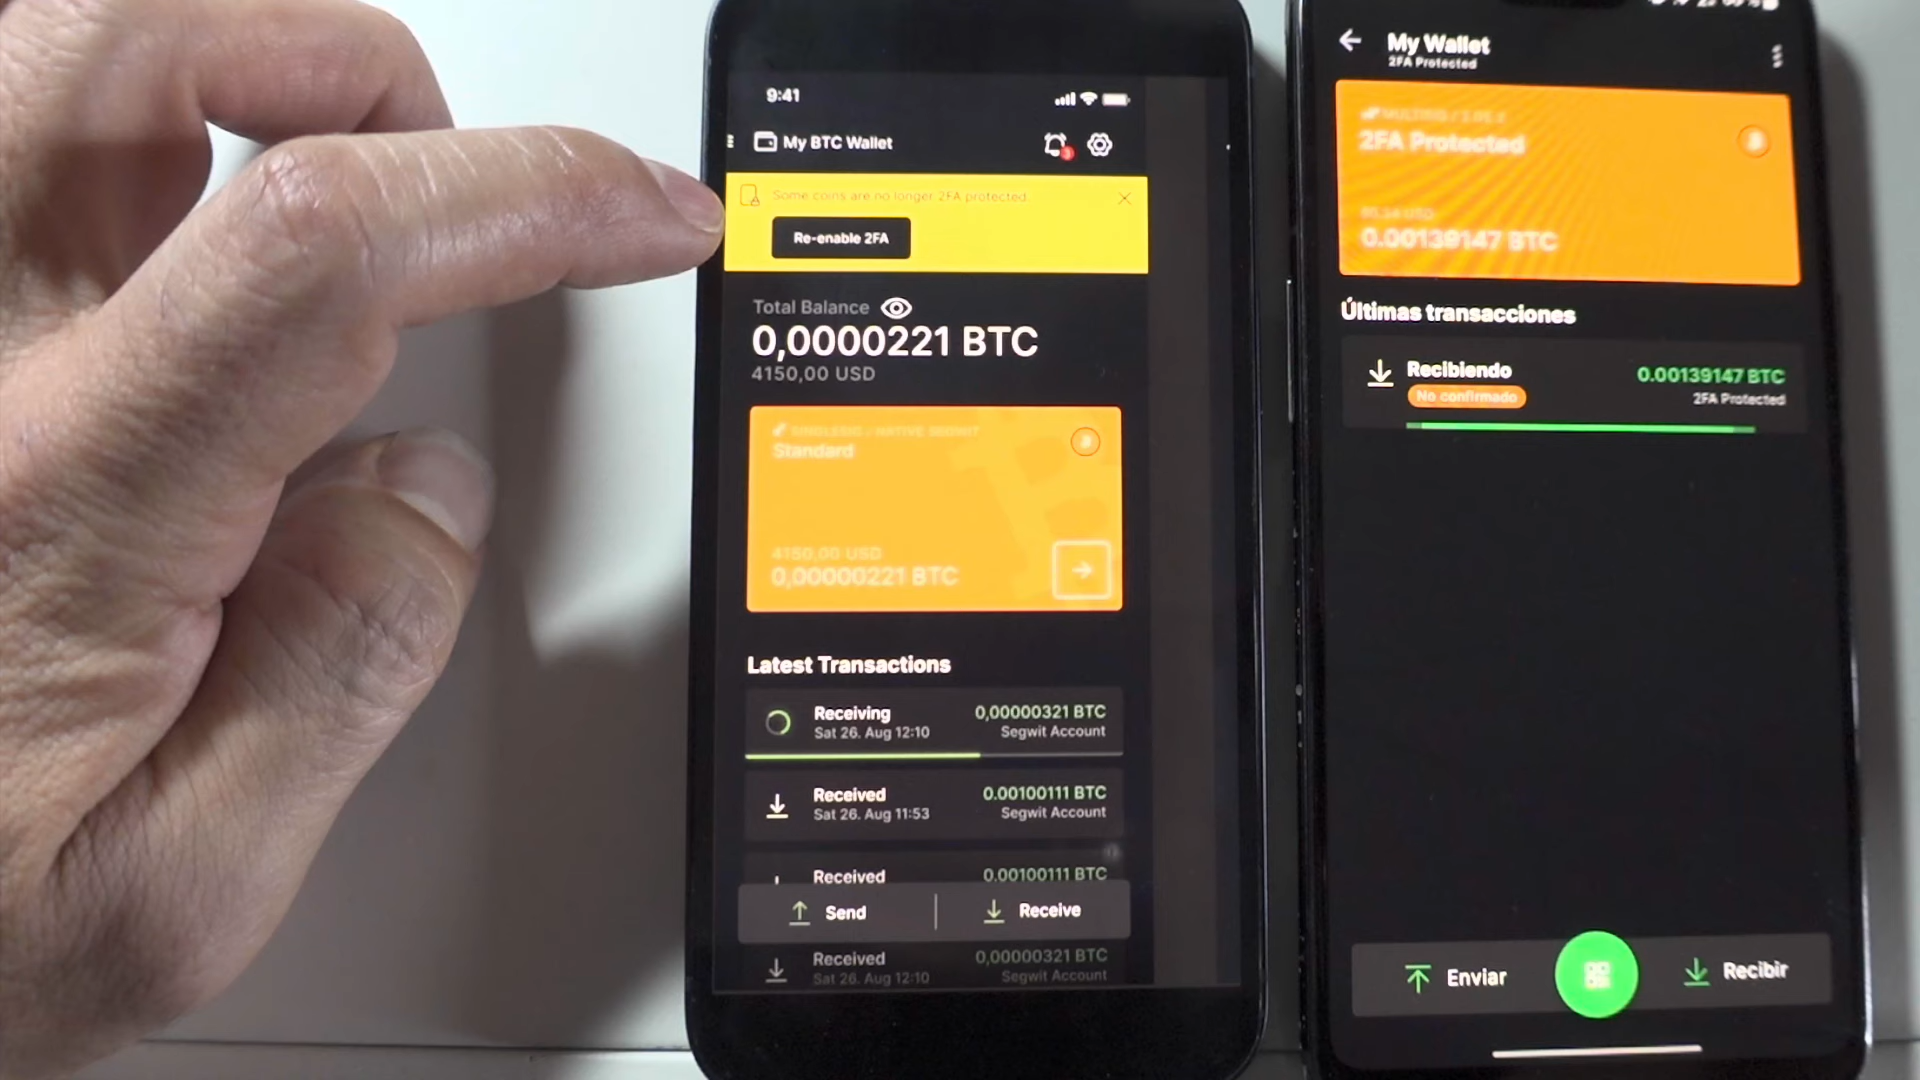 9:41
My BTC Wallet
3
Some coins are no longer 2FA protected.
Re-enable 2FA
Total Balance
0,0000221 BTC
4150,00 USD
SINGLESIG / NATIVE SEGWIT
Standard
4150,00 USD
0,00000221 BTC
Latest Transactions
Receiving
0,00000321 BTC
Sat 26. Aug 12:10
Segwit Account
Received
0.00100111 BTC
Sat 26. Aug 11:53
Segwit Account
Received
0.00100111 BTC
Send
Receive
Received
0,00000321 BTC
Sat 26. Aug 12:10
Segwit Account
My Wallet
2FA Protected
2FA Protected
0.00139147 BTC
Últimas transacciones
Recibiendo
0.00139147 BTC
No confirmado
2FA Protected
Enviar
Recibir